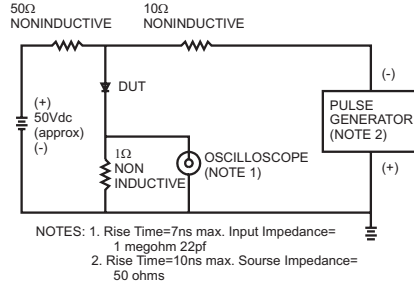 50Ω
NONINDUCTIVE
10Ω
NONINDUCTIVE
(+)
50Vdc
(approx)
(-)
DUT
1Ω
NON
INDUCTIVE
OSCILLOSCOPE
(NOTE 1)
(-)
PULSE
GENERATOR
(NOTE 2)
(+)
NOTES: 1. Rise Time=7ns max. Input Impedance=
1 megohm 22pf
2. Rise Time=10ns max. Sourse Impedance=
50 ohms